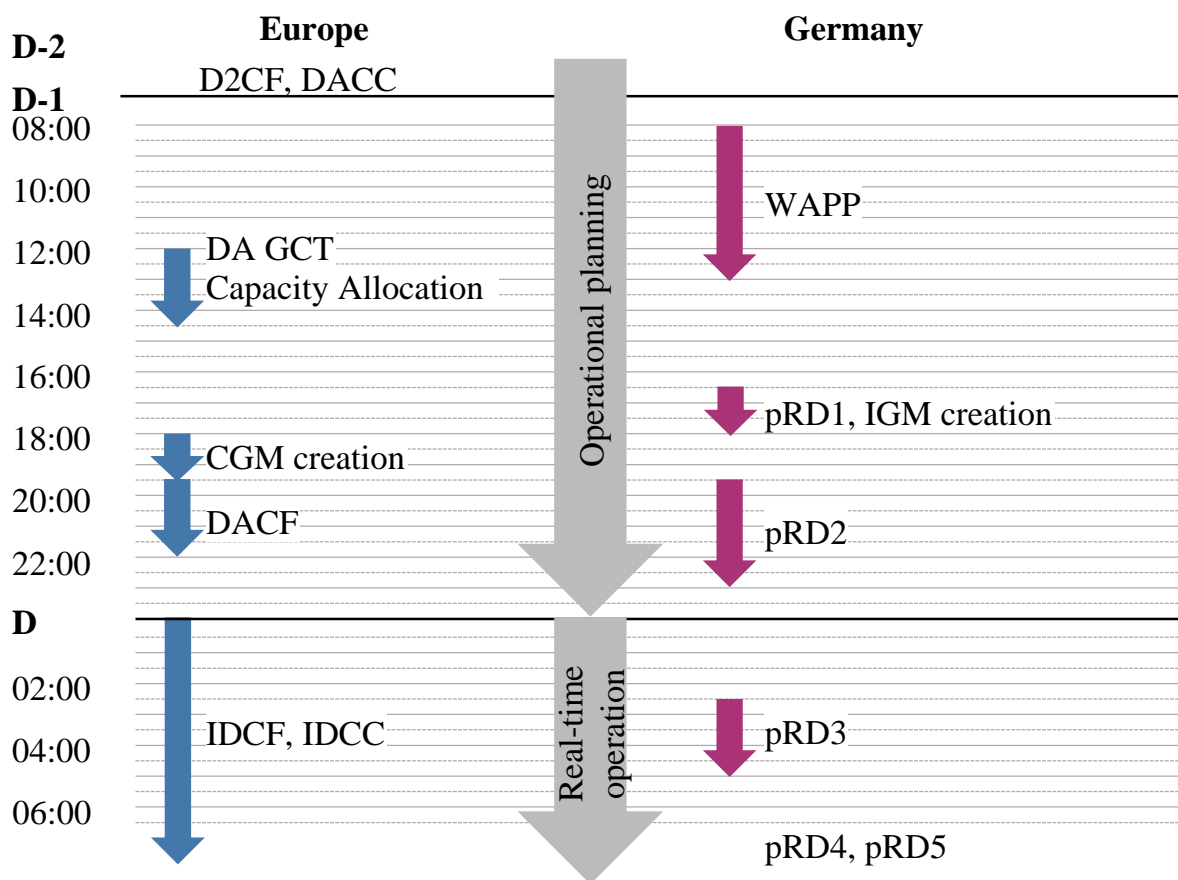 Europe
Germany
D-2
D2CF, DACC
D-1
08:00
10:00
WAPP
12:00
DA GCT
Capacity Allocation
14:00
Operational planning
16:00
pRD1, IGM creation
18:00
CGM creation
20:00
DACF
pRD2
22:00
D
02:00
IDCF, IDCC
Real-time
operation
pRD3
04:00
06:00
pRD4, pRD5